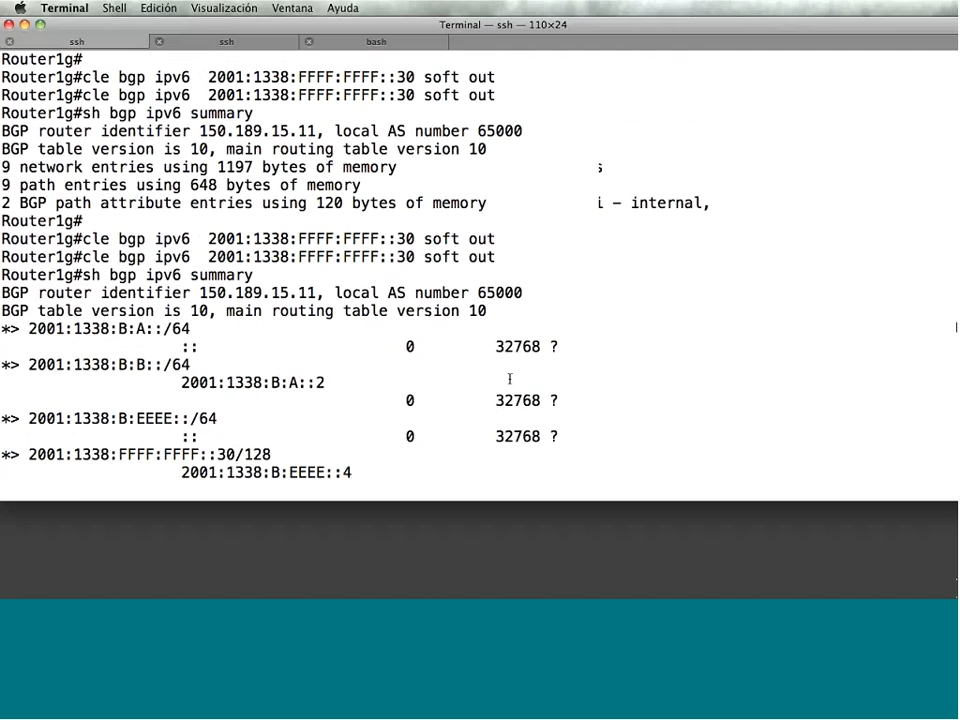 Terminal Shell Edición Visualización Ventana Ayuda
Terminal — ssh — 110×24
ssh ssh bash
Router1g#
Router1g#cle bgp ipv6  2001:1338:FFFF:FFFF::30 soft out
Router1g#cle bgp ipv6  2001:1338:FFFF:FFFF::30 soft out
Router1g#sh bgp ipv6 summary
BGP router identifier 150.189.15.11, local AS number 65000
BGP table version is 10, main routing table version 10
9 network entries using 1197 bytes of memory s
9 path entries using 648 bytes of memory
2 BGP path attribute entries using 120 bytes of memory i - internal,
Router1g#
Router1g#cle bgp ipv6  2001:1338:FFFF:FFFF::30 soft out
Router1g#cle bgp ipv6  2001:1338:FFFF:FFFF::30 soft out
Router1g#sh bgp ipv6 summary
BGP router identifier 150.189.15.11, local AS number 65000
BGP table version is 10, main routing table version 10
*> 2001:1338:B:A::/64
:: 0 32768 ?
*> 2001:1338:B:B::/64
2001:1338:B:A::2
0 32768 ?
*> 2001:1338:B:EEEE::/64
:: 0 32768 ?
*> 2001:1338:FFFF:FFFF::30/128
2001:1338:B:EEEE::4